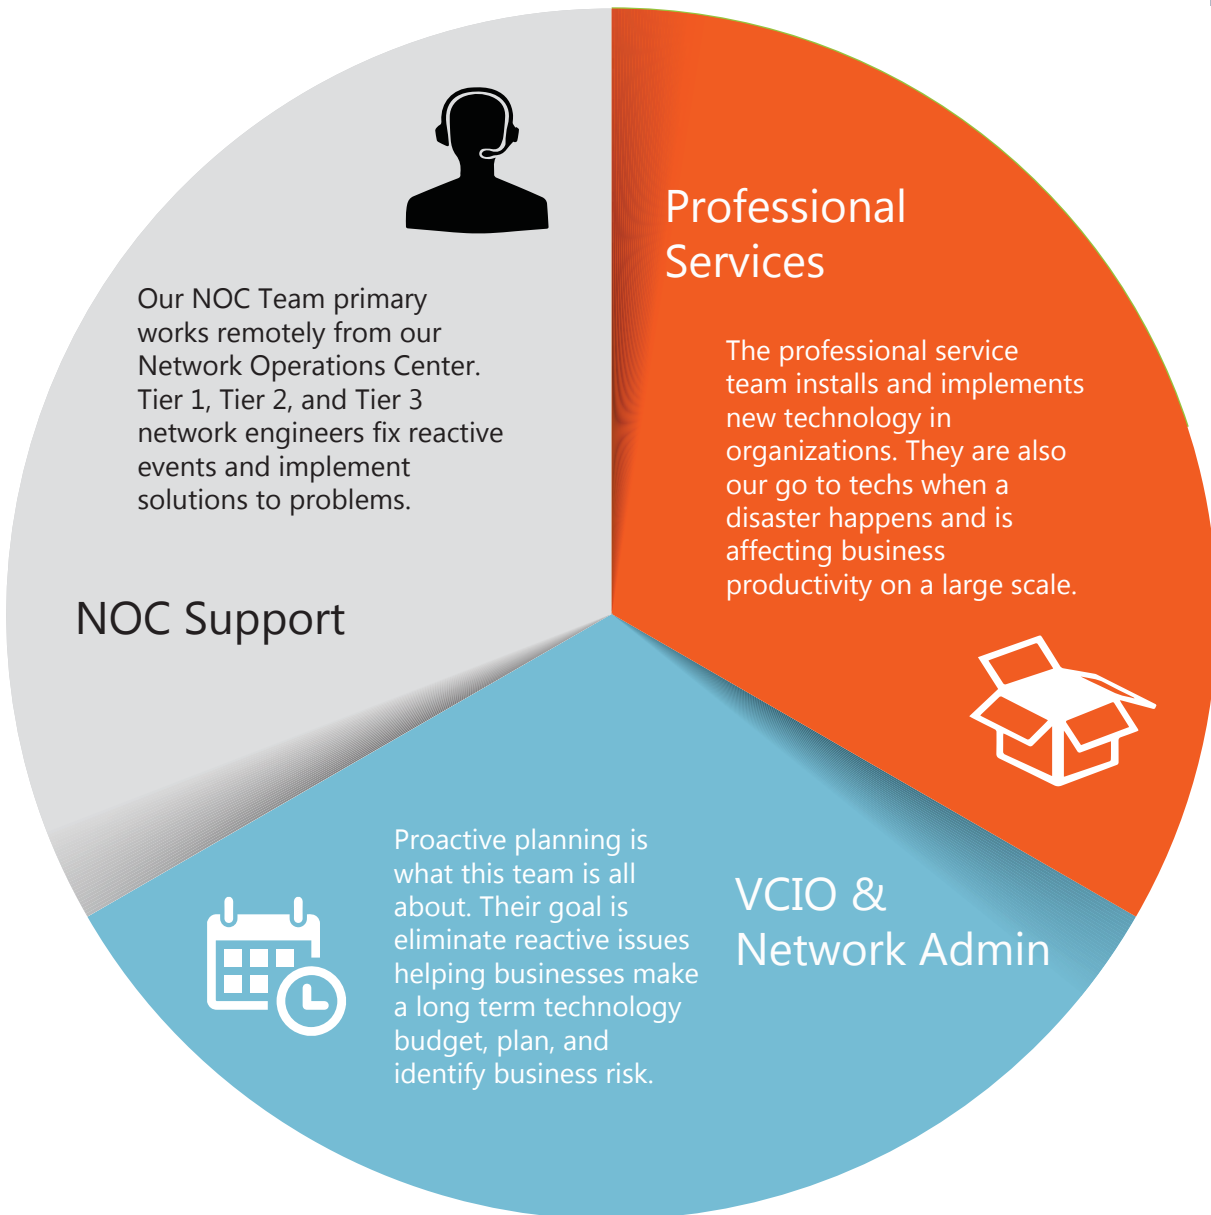 Professional
Services
The professional service
team installs and implements
new technology in
organizations. They are also
our go to techs when a
disaster happens and is
affecting business
productivity on a large scale.
Our NOC Team primary
works remotely from our
Network Operations Center.
Tier 1, Tier 2, and Tier 3
network engineers fix reactive
events and implement
solutions to problems.
NOC Support
Proactive planning is
what this team is all
about. Their goal is
eliminate reactive issues
helping businesses make
a long term technology
budget, plan, and
identify business risk.
VCIO &
Network Admin